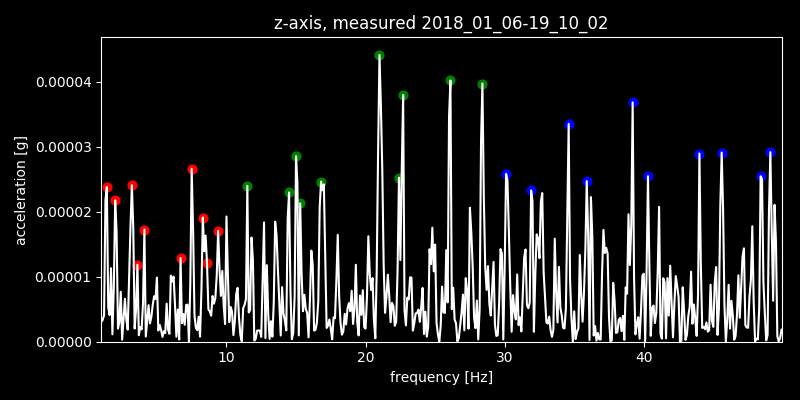 z-axis, measured 2018_01_06-19_10_02
acceleration [g]
0.00004
0.00003
0.00002
0.00001
0.00000
10 20 30 40
frequency [Hz]